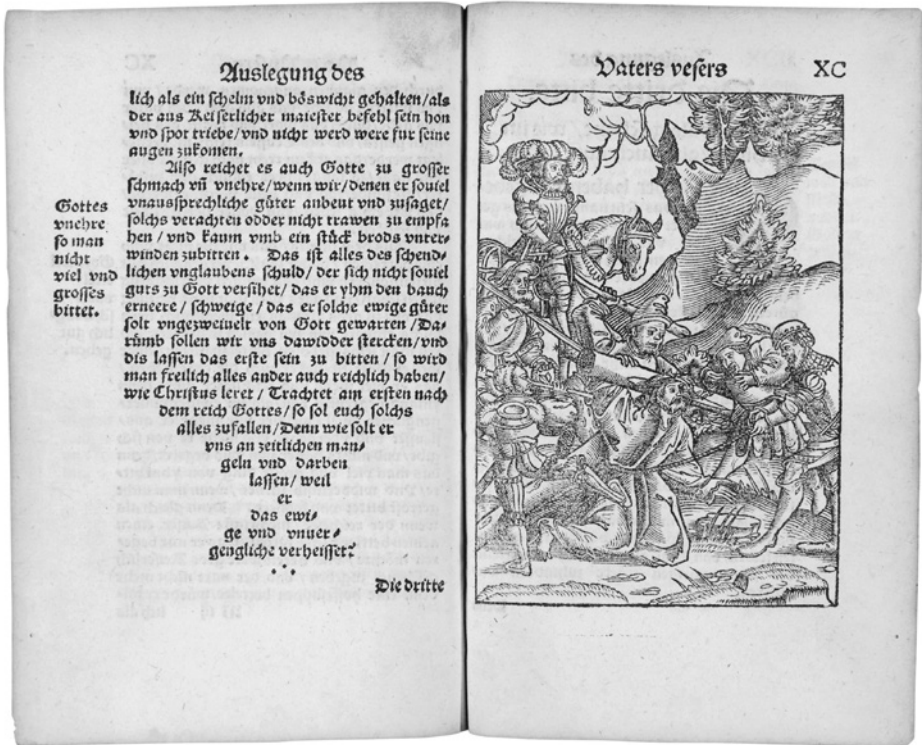 Auslegung des
lich als ein schelm vnd böswicht gehalten/als
der aus Keiserlicher maiester befehl sein hon
vnd spot triebe/vnd nicht werd were fur seine
augen zukomen.
Also reichet es auch Gotte zu grosser
schmach vn̄ vnehre/wenn wir/denen er souiel
vnaussprechliche güter anbeut vnd zusaget/
solchs verachten odder nicht trawen zu empfa
hen/vnd kaum vmb ein stück brods vnter⸗
winden zubitten. Das ist alles des schend⸗
lichen vnglaubens schuld/der sich nicht souiel
guts zu Gott versihet/das er yhm den bauch
erneere/schweige/das er solche ewige güter
solt vngezweiuelt von Gott gewarten/Da⸗
rümb sollen wir vns dawidder stercken/vnd
dis lassen das erste sein zu bitten/so wird
man freilich alles ander auch reichlich haben/
wie Christus leret/Trachtet am ersten nach
dem reich Gottes/so sol euch solchs
alles zufallen/Denn wie solt er
vns an zeitlichen man⸗
geln vnd darben
lassen/weil
er
das ewi⸗
ge vnd vnuer⸗
gengliche verheisset.
Die dritte
Gottes
vnehre
so man
nicht
viel vnd
grosses
bittet.
Vaters vesers XC